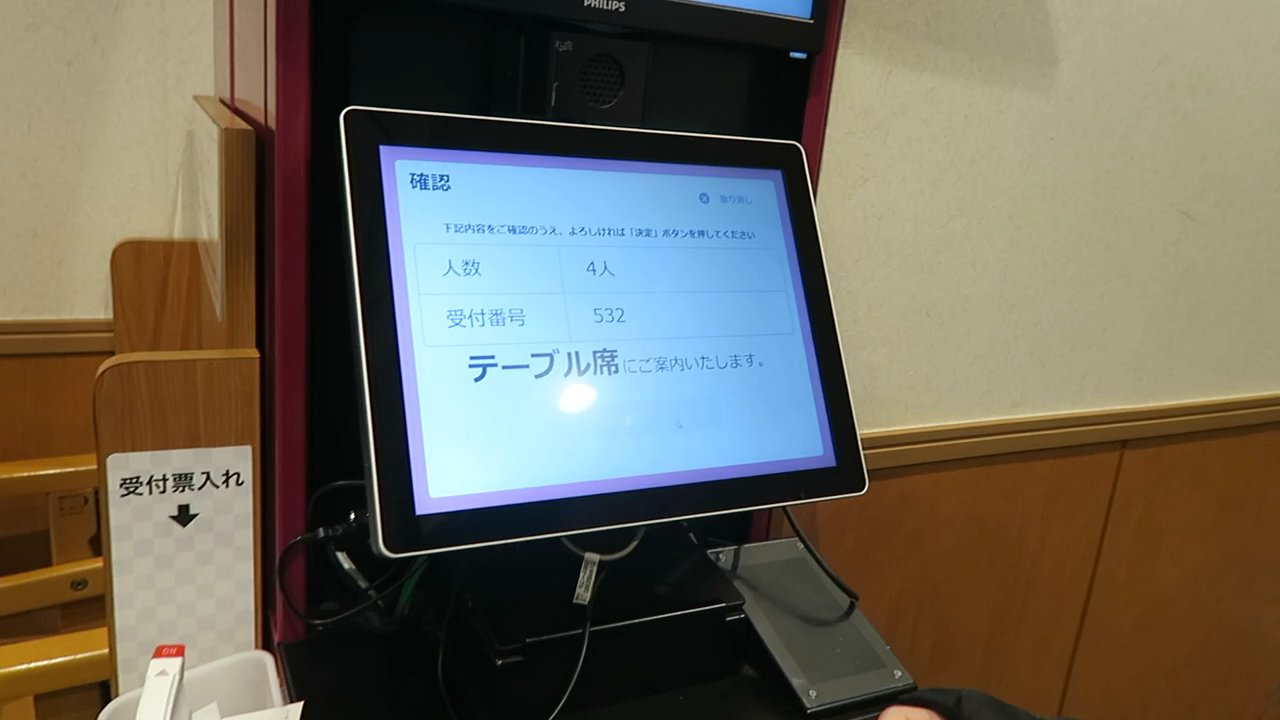 PHILIPS
確認
取り消し
下記内容をご確認のうえ、よろしければ「決定」ボタンを押してください
人数 4人
受付番号 532
テーブル席にご案内いたします。
受付票入れ